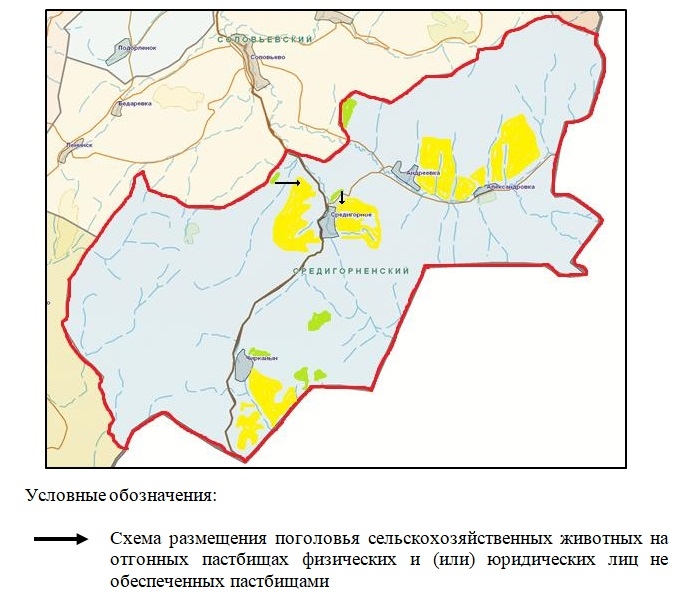 СОЛОВЬЕВСКИЙ
Подорленок
Соловьево
Бедаревка
Ленинск
Андреевка
Александровка
Средигорное
СРЕДИГОРНЕНСКИЙ
Условные обозначения:
Схема размещения поголовья сельскохозяйственных животных на
отгонных пастбищах физических и (или) юридических лиц не
обеспеченных пастбищами